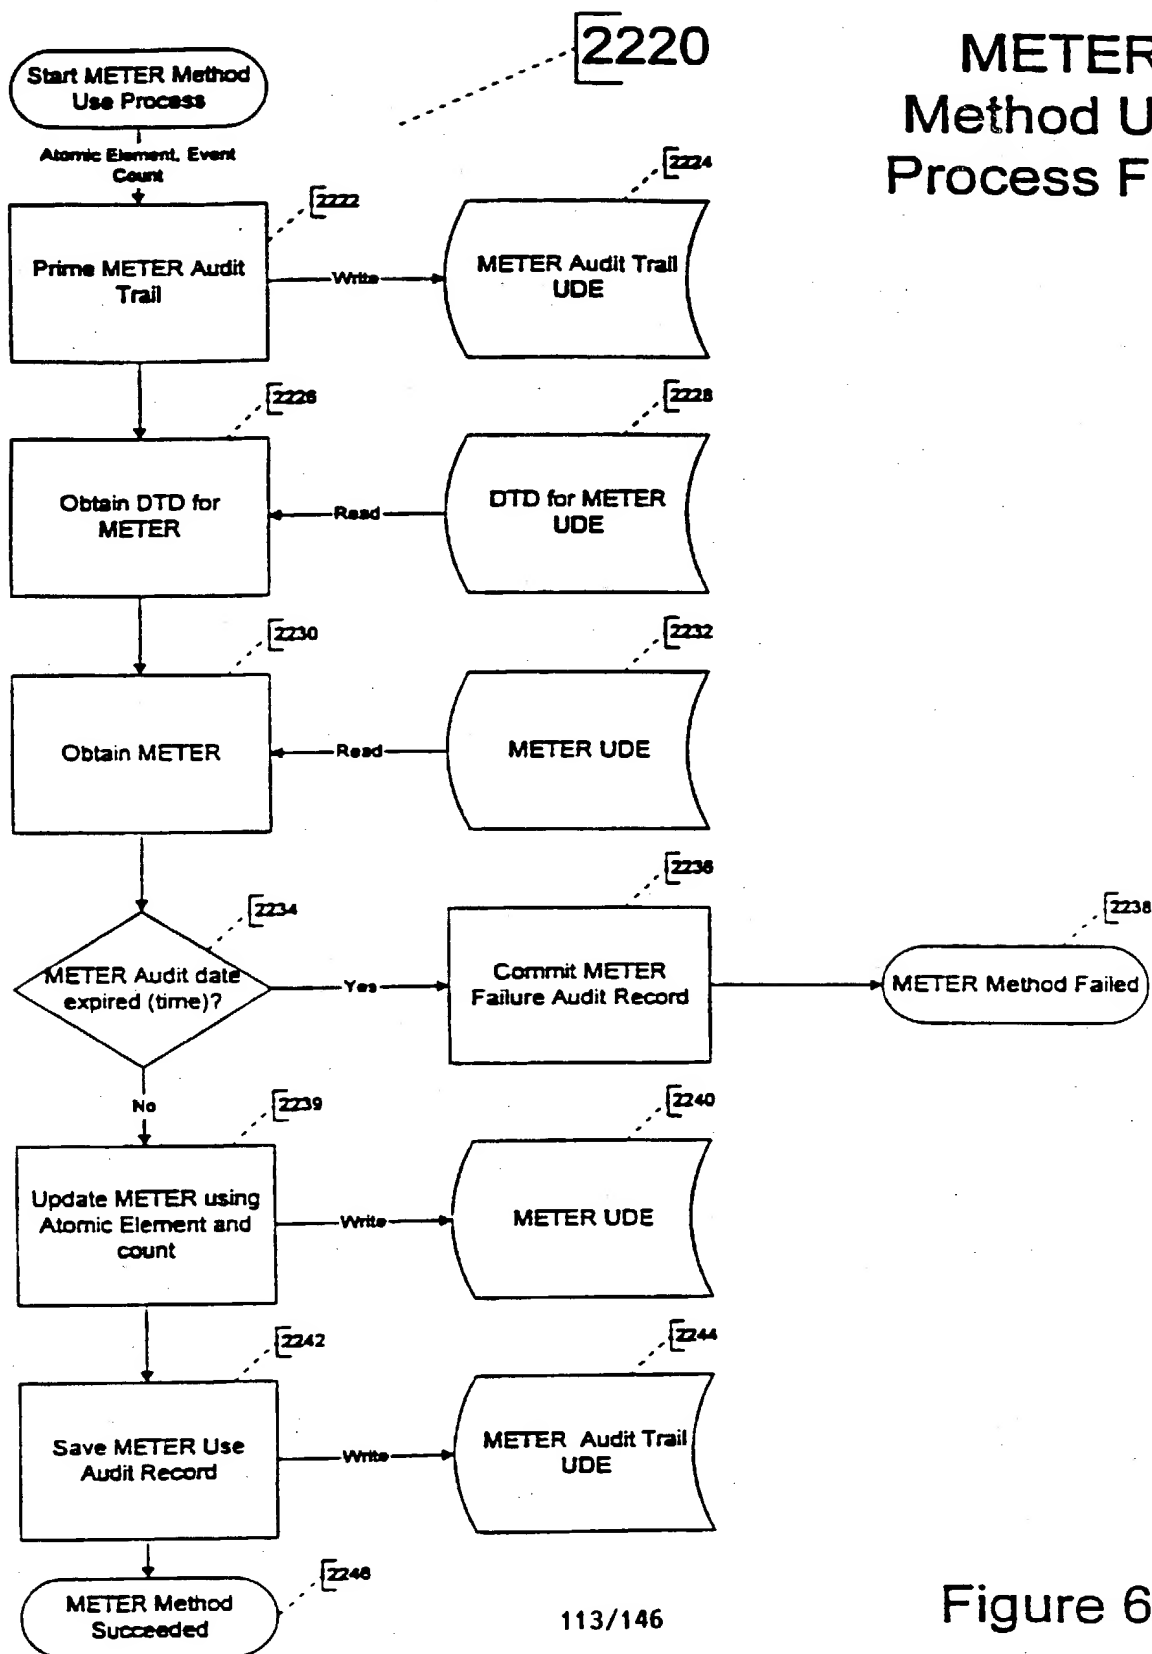 2220
METER
Method U
Process F
Start METER Method
Use Process
Atomic Element, Event
Count
2222
2224
Prime METER Audit
Trail
Write
METER Audit Trail
UDE
2226
2228
Obtain DTD for
METER
Read
DTD for METER
UDE
2230
2232
Obtain METER
Read
METER UDE
2234
2236
2238
METER Audit date
expired (time)?
Yes
Commit METER
Failure Audit Record
METER Method Failed
No
2239
2240
Update METER using
Atomic Element and
count
Write
METER UDE
2242
2244
Save METER Use
Audit Record
Write
METER Audit Trail
UDE
2246
METER Method
Succeeded
113/146
Figure 6